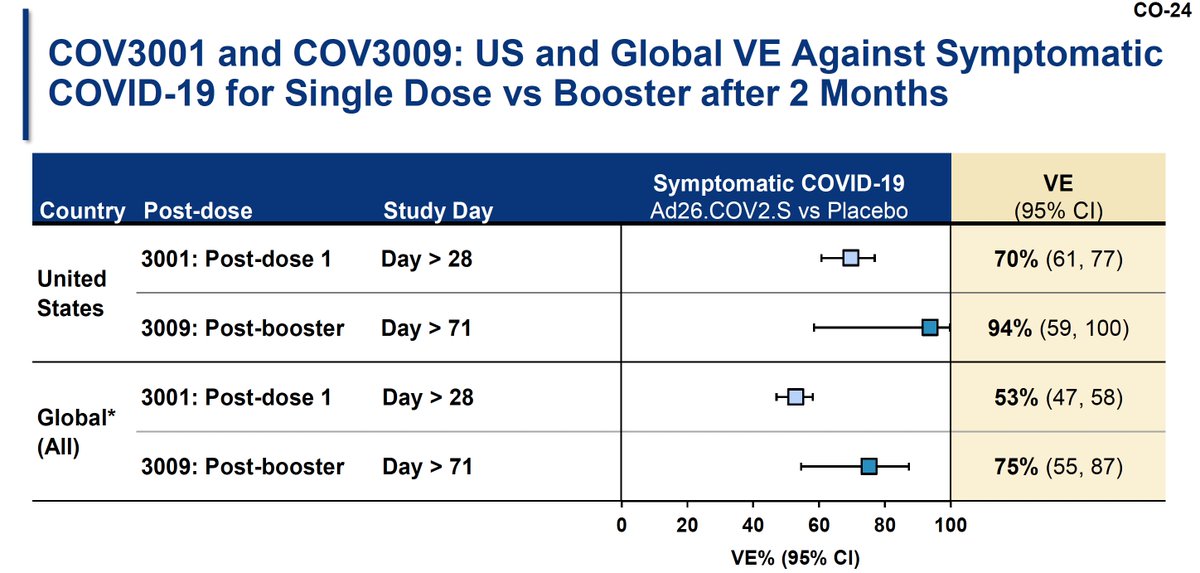 CO-24
COV3001 and COV3009: US and Global VE Against Symptomatic
COVID-19 for Single Dose vs Booster after 2 Months
Country Post-dose Study Day Symptomatic COVID-19 Ad26.COV2.S vs Placebo VE (95% CI)
United States
3001: Post-dose 1 Day > 28 70% (61, 77)
3009: Post-booster Day > 71 94% (59, 100)
Global* (All)
3001: Post-dose 1 Day > 28 53% (47, 58)
3009: Post-booster Day > 71 75% (55, 87)
0 20 40 60 80 100
VE% (95% CI)